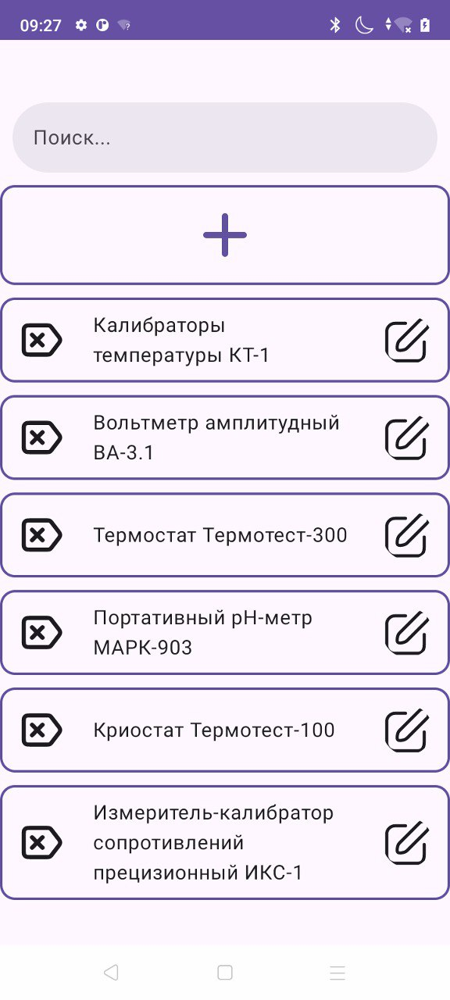 09:27
Поиск...
Калибраторы
температуры КТ-1
Вольтметр амплитудный
ВА-3.1
Термостат Термотест-300
Портативный pH-метр
МАРК-903
Криостат Термотест-100
Измеритель-калибратор
сопротивлений
прецизионный ИКС-1